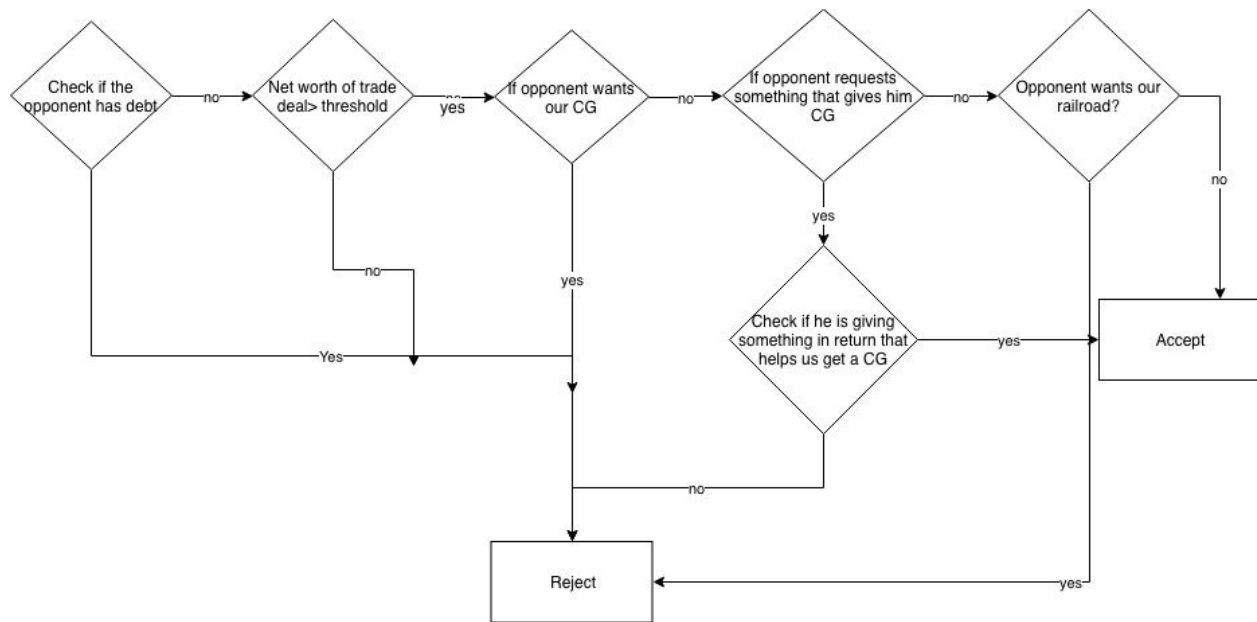 Check if the
opponent has debt
no
Net worth of trade
deal> threshold
yes
If opponent wants
our CG
no
If opponent requests
something that gives him
CG
no
Opponent wants our
railroad?
no
yes
no
yes
Check if he is giving
something in return that
helps us get a CG
yes
Accept
Yes
no
Reject
yes